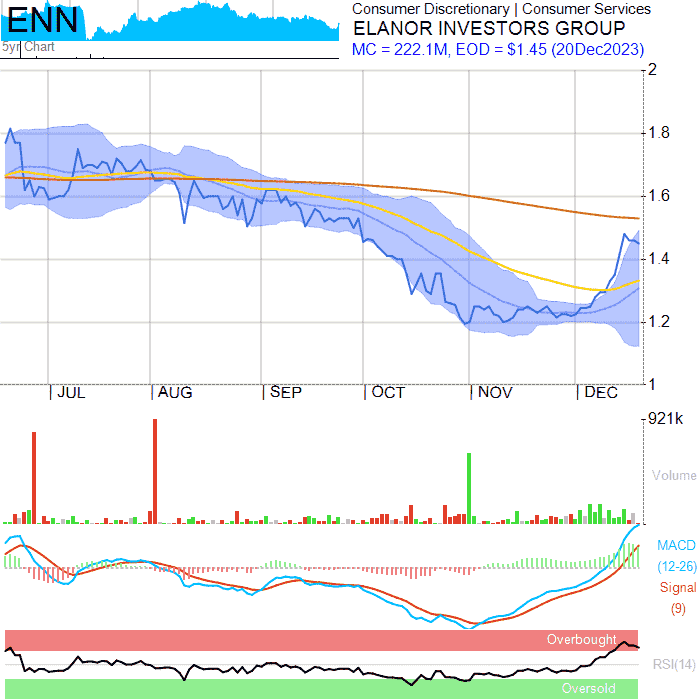 ENN
5yr Chart
Consumer Discretionary | Consumer Services
ELANOR INVESTORS GROUP
MC = 222.1M, EOD = $1.45 (20Dec2023)
2
1.8
1.6
1.4
1.2
1
| JUL | AUG | SEP | OCT | NOV | DEC
921k
Volume
MACD
(12-26)
Signal
(9)
Overbought
RSI(14)
Oversold